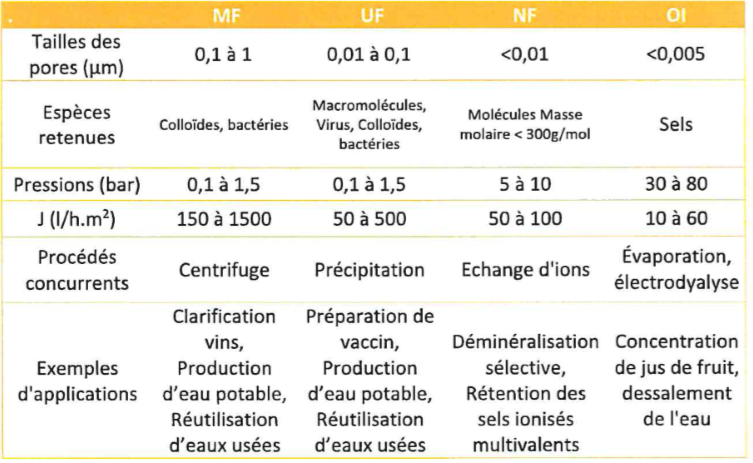 . MF UF NF OI
Tailles des
pores (µm) 0,1 à 1 0,01 à 0,1 <0,01 <0,005
Espèces
retenues
Colloïdes, bactéries
Macromolécules,
Virus, Colloïdes,
bactéries
Molécules Masse
molaire < 300g/mol
Sels
Pressions (bar) 0,1 à 1,5 0,1 à 1,5 5 à 10 30 à 80
J (l/h.m²) 150 à 1500 50 à 500 50 à 100 10 à 60
Procédés
concurrents
Centrifuge
Précipitation
Echange d'ions
Évaporation,
électrodyalyse
Exemples
d'applications
Clarification
vins,
Production
d'eau potable,
Réutilisation
d'eaux usées
Préparation de
vaccin,
Production
d'eau potable,
Réutilisation
d'eaux usées
Déminéralisation
sélective,
Rétention des
sels ionisés
multivalents
Concentration
de jus de fruit,
dessalement
de l'eau